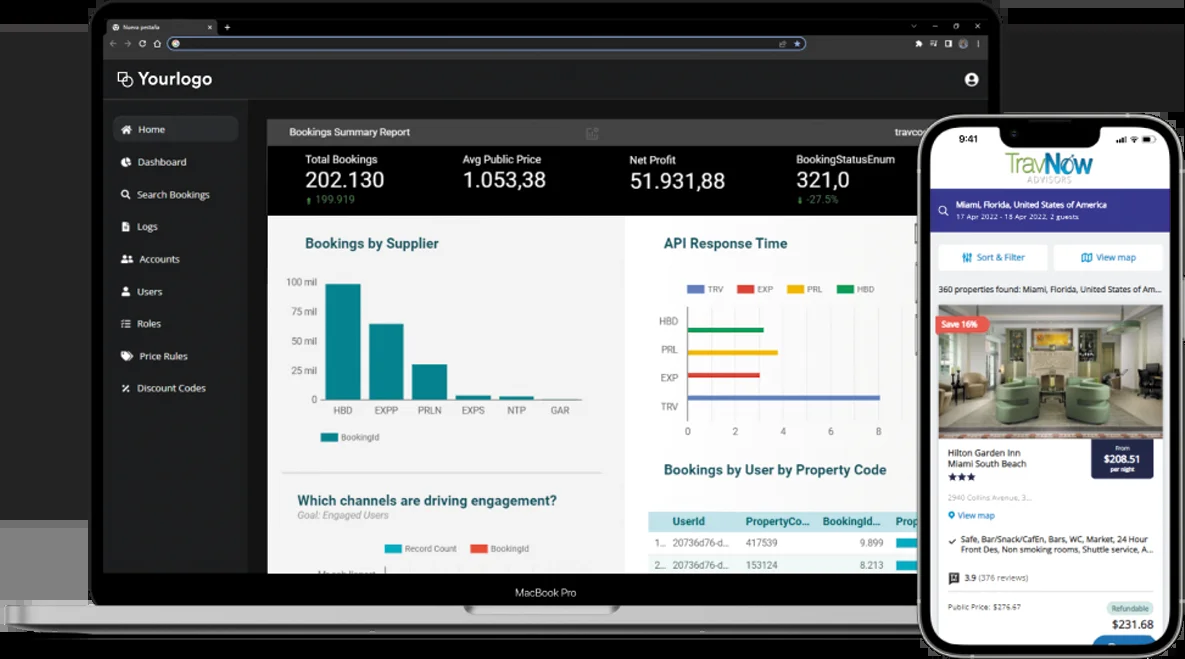 Nueva pestaña
Yourlogo
Home
Dashboard
Search Bookings
Logs
Accounts
Users
Roles
Price Rules
Discount Codes
Bookings Summary Report
travcos
Total Bookings
202.130
199.919
Avg Public Price
1.053,38
Net Profit
51.931,88
BookingStatusEnum
321,0
-27.5%
Bookings by Supplier
100 mil
75 mil
50 mil
25 mil
0
HBD EXPP PRLN EXPS NTP GAR
BookingId
Which channels are driving engagement?
Goal: Engaged Users
Record Count BookingId
API Response Time
TRV EXP PRL HBD
HBD
PRL
EXP
TRV
0 2 4 6 8
Bookings by User by Property Code
UserId PropertyCo... BookingId... Prop
1... 20736d76-d... 417539 9.899
2... 20736d76-d... 153124 8.213
MacBook Pro
9:41
TravNow
ADVISORS
Miami, Florida, United States of America
17 Apr 2022 - 18 Apr 2022, 2 guests
Sort & Filter View map
360 properties found: Miami, Florida, United States of Am...
Save 16%
Hilton Garden Inn
Miami South Beach
From
$208.51
per night
2940 Collins Avenue, 3...
View map
Safe, Bar/Snack/CafEn, Bars, WC, Market, 24 Hour
Front Des, Non smoking rooms, Shuttle service, A...
3.9 (376 reviews)
Public Price: $276.67
Refundable
$231.68